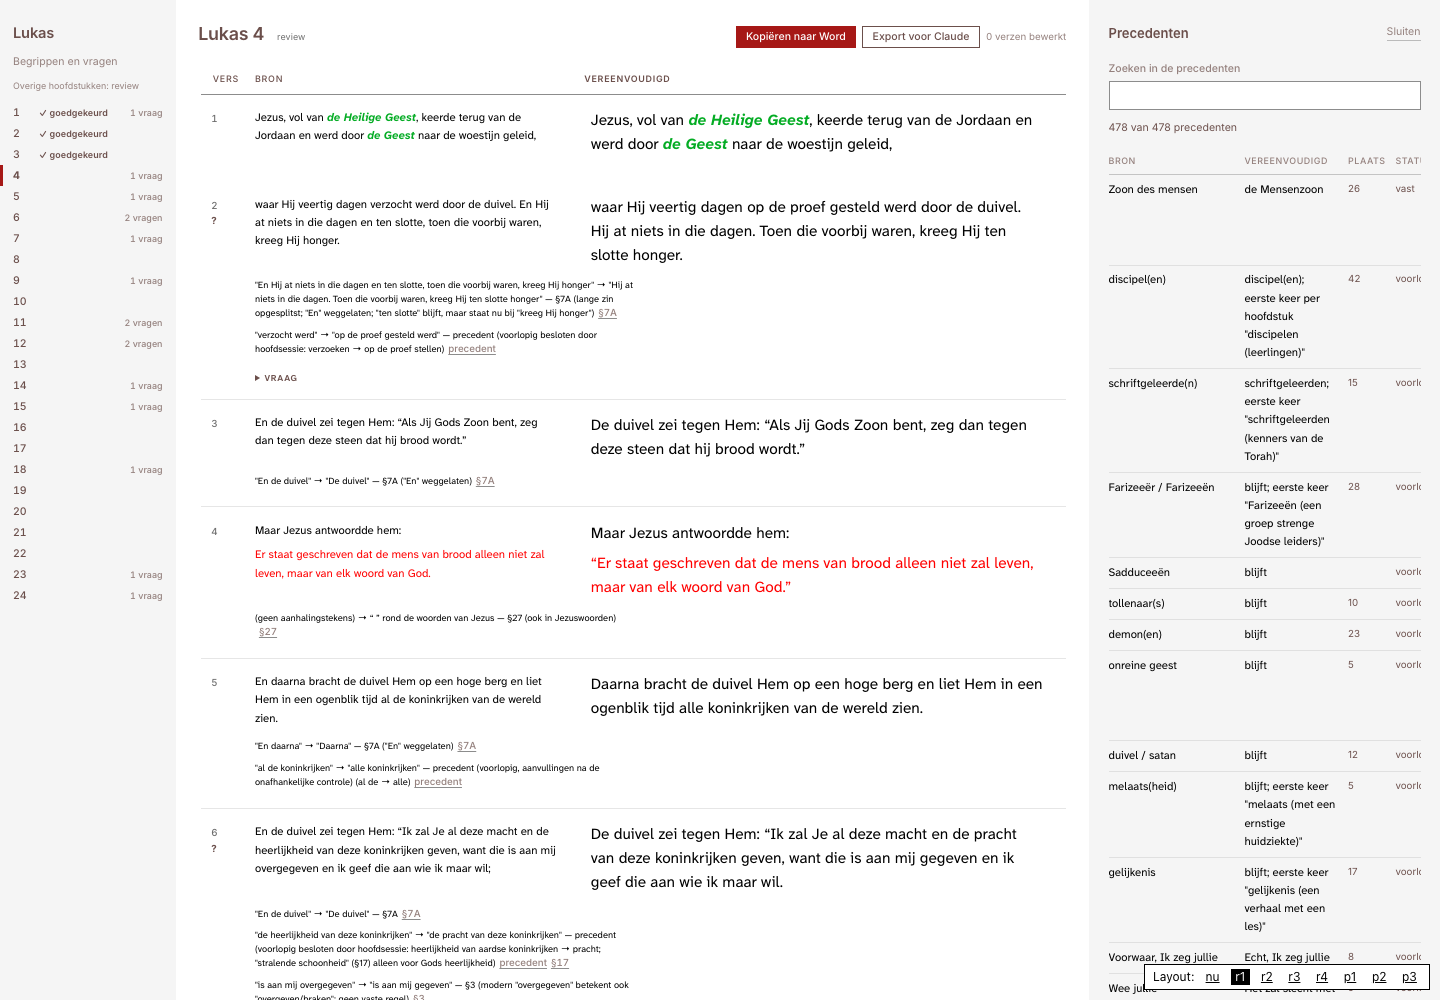 Lukas
Begrippen en vragen
Overige hoofdstukken: review
1 ✓ goedgekeurd 1 vraag
2 ✓ goedgekeurd
3 ✓ goedgekeurd
4 1 vraag
5 1 vraag
6 2 vragen
7 1 vraag
8
9 1 vraag
10
11 2 vragen
12 2 vragen
13
14 1 vraag
15 1 vraag
16
17
18 1 vraag
19
20
21
22
23 1 vraag
24 1 vraag
Lukas 4 review
Kopiëren naar Word Export voor Claude 0 verzen bewerkt
VERS BRON VEREENVOUDIGD
1
Jezus, vol van de Heilige Geest, keerde terug van de
Jordaan en werd door de Geest naar de woestijn geleid,
Jezus, vol van de Heilige Geest, keerde terug van de Jordaan en
werd door de Geest naar de woestijn geleid,
2
?
waar Hij veertig dagen verzocht werd door de duivel. En Hij
at niets in die dagen en ten slotte, toen die voorbij waren,
kreeg Hij honger.
waar Hij veertig dagen op de proef gesteld werd door de duivel.
Hij at niets in die dagen. Toen die voorbij waren, kreeg Hij ten
slotte honger.
"En Hij at niets in die dagen en ten slotte, toen die voorbij waren, kreeg Hij honger" → "Hij at
niets in die dagen. Toen die voorbij waren, kreeg Hij ten slotte honger" — §7A (lange zin
opgesplitst; "En" weggelaten; "ten slotte" blijft, maar staat nu bij "kreeg Hij honger") §7A
"verzocht werd" → "op de proef gesteld werd" — precedent (voorlopig besloten door
hoofdsessie: verzoeken → op de proef stellen) precedent
▶ VRAAG
3
En de duivel zei tegen Hem: “Als Jij Gods Zoon bent, zeg
dan tegen deze steen dat hij brood wordt.”
De duivel zei tegen Hem: “Als Jij Gods Zoon bent, zeg dan tegen
deze steen dat hij brood wordt.”
"En de duivel" → "De duivel" — §7A ("En" weggelaten) §7A
4
Maar Jezus antwoordde hem:
Er staat geschreven dat de mens van brood alleen niet zal
leven, maar van elk woord van God.
Maar Jezus antwoordde hem:
“Er staat geschreven dat de mens van brood alleen niet zal leven,
maar van elk woord van God.”
(geen aanhalingstekens) → “ ” rond de woorden van Jezus — §27 (ook in Jezuswoorden)
§27
5
En daarna bracht de duivel Hem op een hoge berg en liet
Hem in een ogenblik tijd al de koninkrijken van de wereld
zien.
Daarna bracht de duivel Hem op een hoge berg en liet Hem in een
ogenblik tijd alle koninkrijken van de wereld zien.
"En daarna" → "Daarna" — §7A ("En" weggelaten) §7A
"al de koninkrijken" → "alle koninkrijken" — precedent (voorlopig, aanvullingen na de
onafhankelijke controle) (al de → alle) precedent
6
?
En de duivel zei tegen Hem: “Ik zal Je al deze macht en de
heerlijkheid van deze koninkrijken geven, want die is aan mij
overgegeven en ik geef die aan wie ik maar wil;
De duivel zei tegen Hem: “Ik zal Je al deze macht en de pracht
van deze koninkrijken geven, want die is aan mij gegeven en ik
geef die aan wie ik maar wil.
"En de duivel" → "De duivel" — §7A §7A
"de heerlijkheid van deze koninkrijken" → "de pracht van deze koninkrijken" — precedent
(voorlopig besloten door hoofdsessie: heerlijkheid van aardse koninkrijken → pracht;
"stralende schoonheid" (§17) alleen voor Gods heerlijkheid) precedent §17
"is aan mij overgegeven" → "is aan mij gegeven" — §3 (modern "overgegeven" betekent ook
"overgeven/braken"; geen vaste regel) §3
Precedenten Sluiten
Zoeken in de precedenten
478 van 478 precedenten
BRON VEREENVOUDIGD PLAATS STATU
Zoon des mensen de Mensenzoon 26 vast
discipel(en) discipel(en); 42 voorlo
eerste keer per
hoofdstuk
"discipelen
(leerlingen)"
schriftgeleerde(n) schriftgeleerden; 15 voorlo
eerste keer
"schriftgeleerden
(kenners van de
Torah)"
Farizeeër / Farizeeën blijft; eerste keer 28 voorlo
"Farizeeën (een
groep strenge
Joodse leiders)"
Sadduceeën blijft voorlo
tollenaar(s) blijft 10 voorlo
demon(en) blijft 23 voorlo
onreine geest blijft 5 voorlo
duivel / satan blijft 12 voorlo
melaats(heid) blijft; eerste keer 5 voorlo
"melaats (met een
ernstige
huidziekte)"
gelijkenis blijft; eerste keer 17 voorlo
"gelijkenis (een
verhaal met een
les)"
Voorwaar, Ik zeg jullie Echt, Ik zeg jullie 8 voorlo
Wee jullie
Layout: nu r1 r2 r3 r4 p1 p2 p3